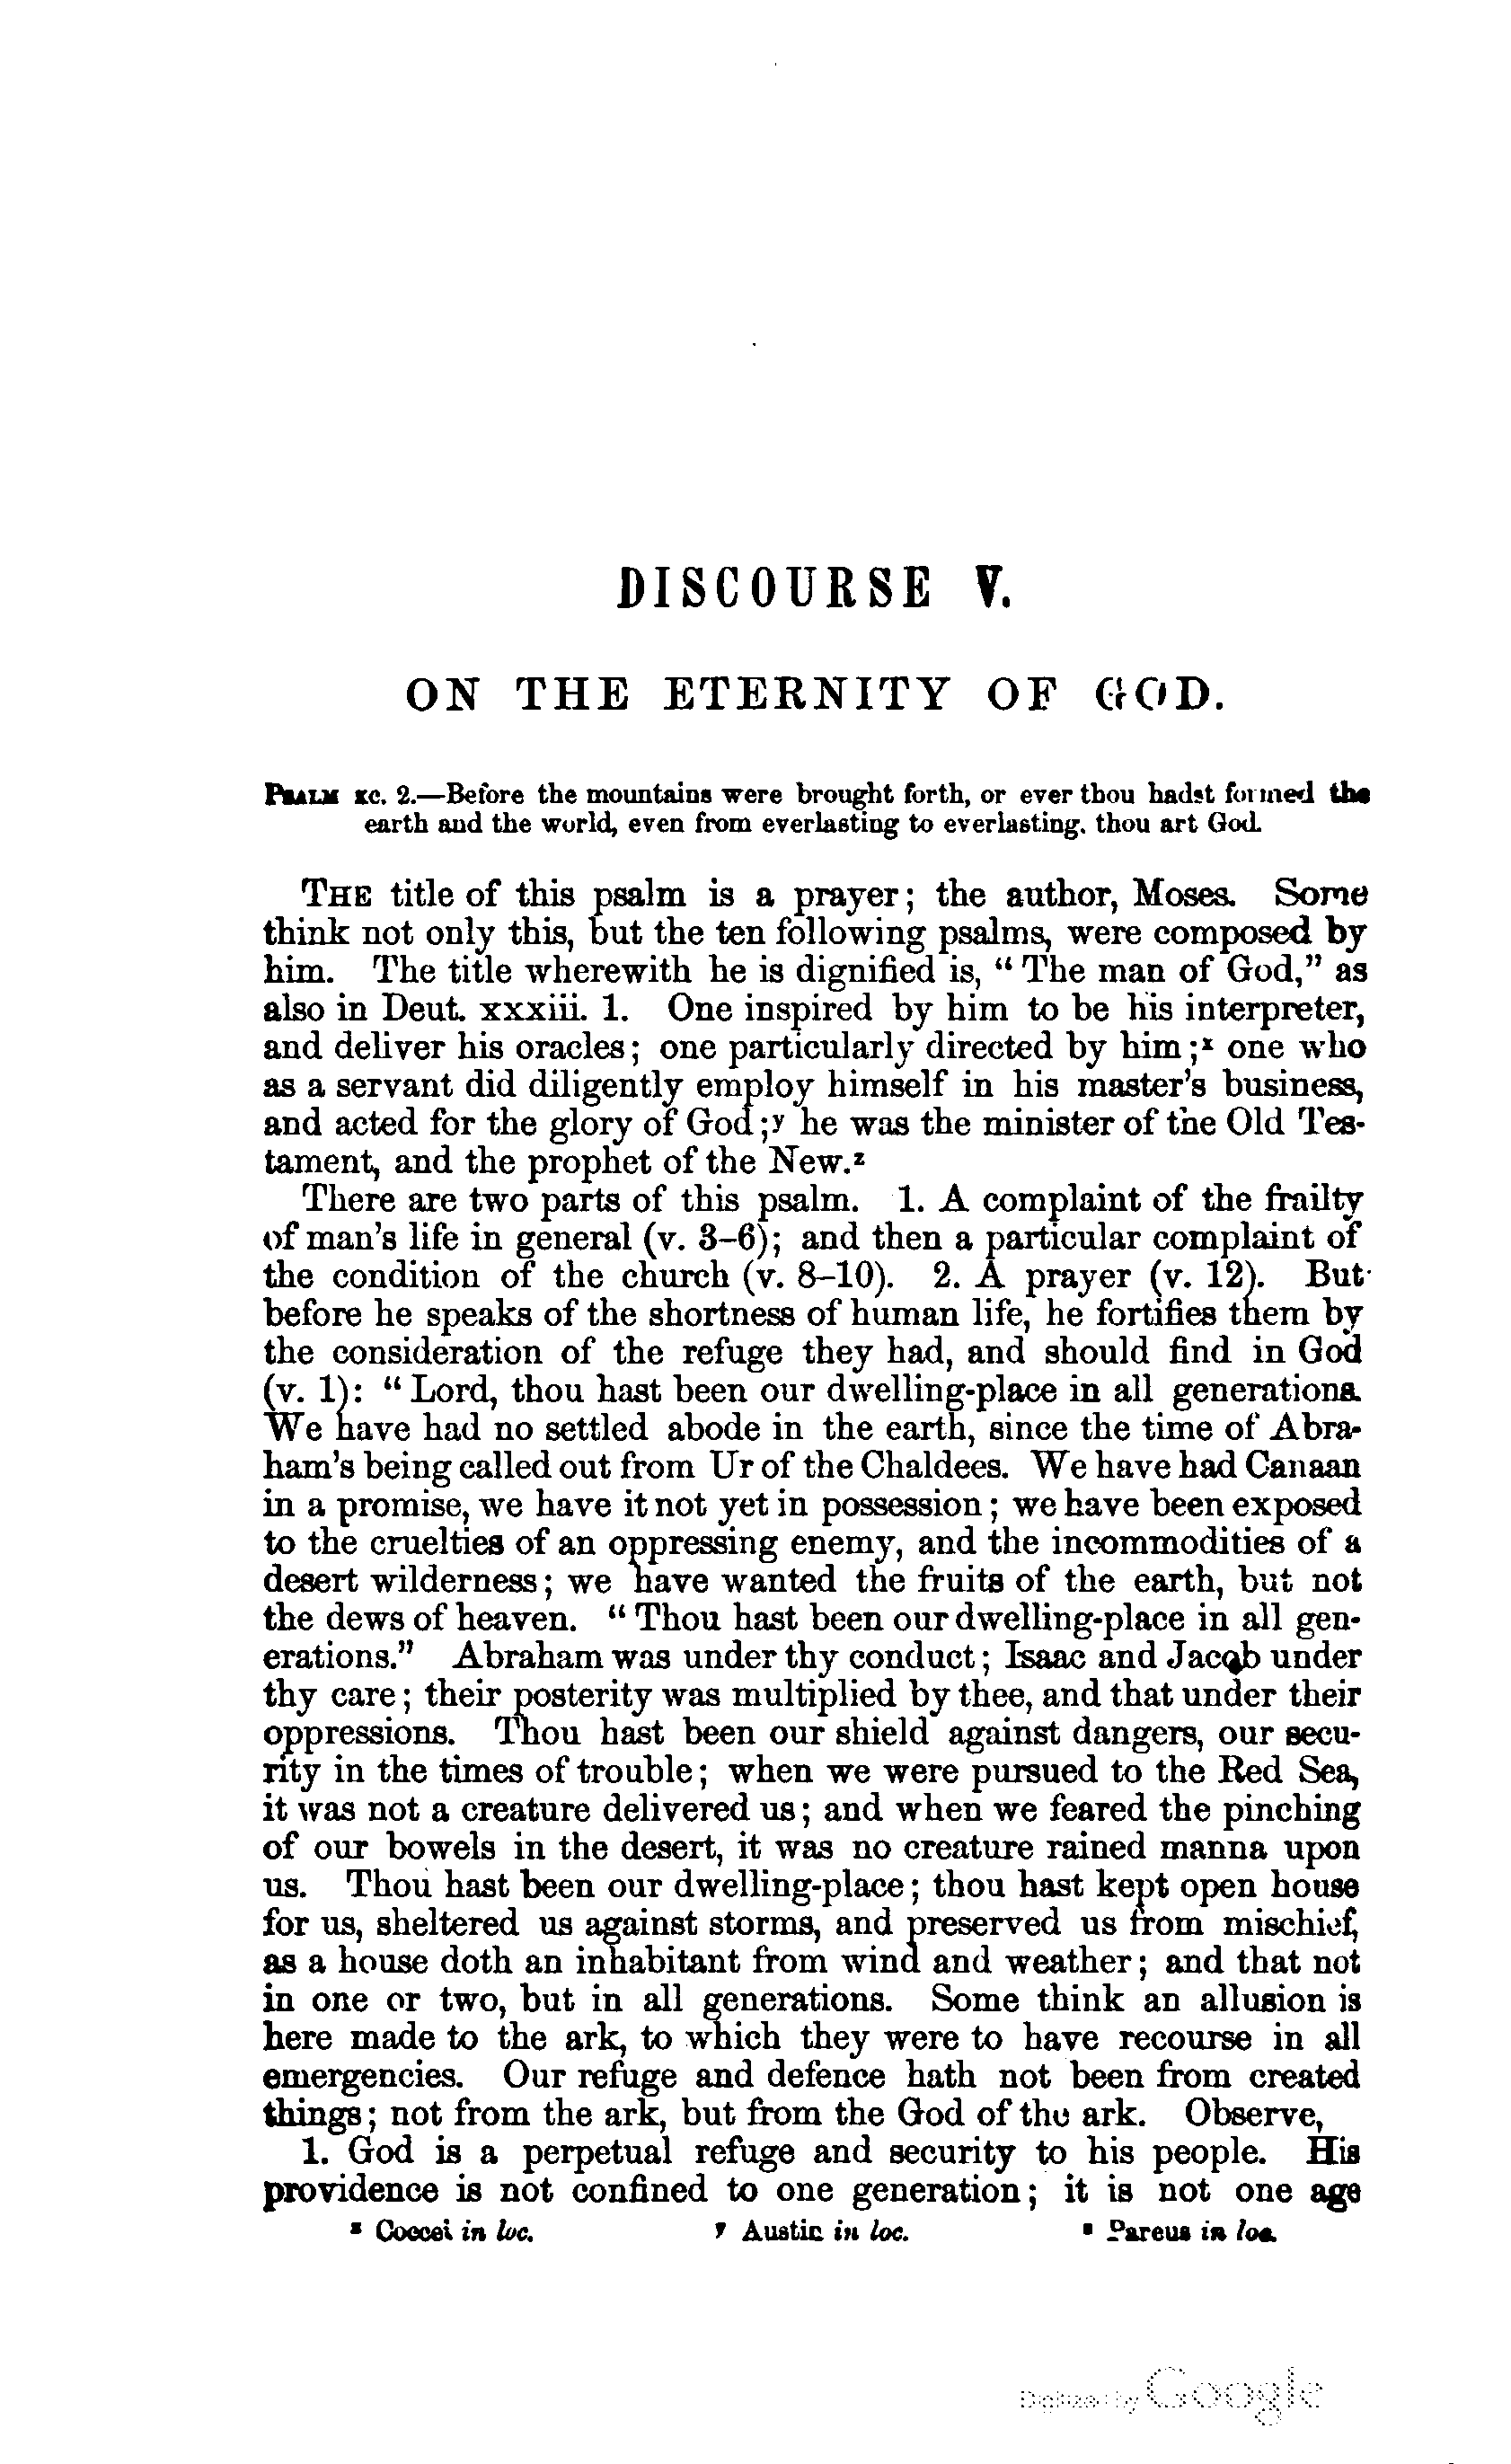 DISCOURSE V.
ON THE ETERNITY OF GOD.
PSALM xc. 2.—Before the mountains were brought forth, or ever thou hadst formed the
earth and the world, even from everlasting to everlasting, thou art God.
THE title of this psalm is a prayer; the author, Moses. Some
think not only this, but the ten following psalms, were composed by
him. The title wherewith he is dignified is, “ The man of God,” as
also in Deut. xxxiii. 1. One inspired by him to be his interpreter,
and deliver his oracles; one particularly directed by him;ˣ one who
as a servant did diligently employ himself in his master's business,
and acted for the glory of God;ʸ he was the minister of the Old Tes-
tament, and the prophet of the New.ᶻ
There are two parts of this psalm. 1. A complaint of the frailty
of man's life in general (v. 3–6); and then a particular complaint of
the condition of the church (v. 8–10). 2. A prayer (v. 12). But
before he speaks of the shortness of human life, he fortifies them by
the consideration of the refuge they had, and should find in God
(v. 1): “ Lord, thou hast been our dwelling-place in all generations.
We have had no settled abode in the earth, since the time of Abra-
ham's being called out from Ur of the Chaldees. We have had Canaan
in a promise, we have it not yet in possession; we have been exposed
to the cruelties of an oppressing enemy, and the incommodities of a
desert wilderness; we have wanted the fruits of the earth, but not
the dews of heaven. “ Thou hast been our dwelling-place in all gen-
erations.” Abraham was under thy conduct; Isaac and Jacob under
thy care; their posterity was multiplied by thee, and that under their
oppressions. Thou hast been our shield against dangers, our secu-
rity in the times of trouble; when we were pursued to the Red Sea,
it was not a creature delivered us; and when we feared the pinching
of our bowels in the desert, it was no creature rained manna upon
us. Thou hast been our dwelling-place; thou hast kept open house
for us, sheltered us against storms, and preserved us from mischief,
as a house doth an inhabitant from wind and weather; and that not
in one or two, but in all generations. Some think an allusion is
here made to the ark, to which they were to have recourse in all
emergencies. Our refuge and defence hath not been from created
things; not from the ark, but from the God of the ark. Observe,
1. God is a perpetual refuge and security to his people. His
providence is not confined to one generation; it is not one age
ˣ Coccei in loc. ʸ Austin in loc. ᶻ Pareus in loc.
Digitized by Google